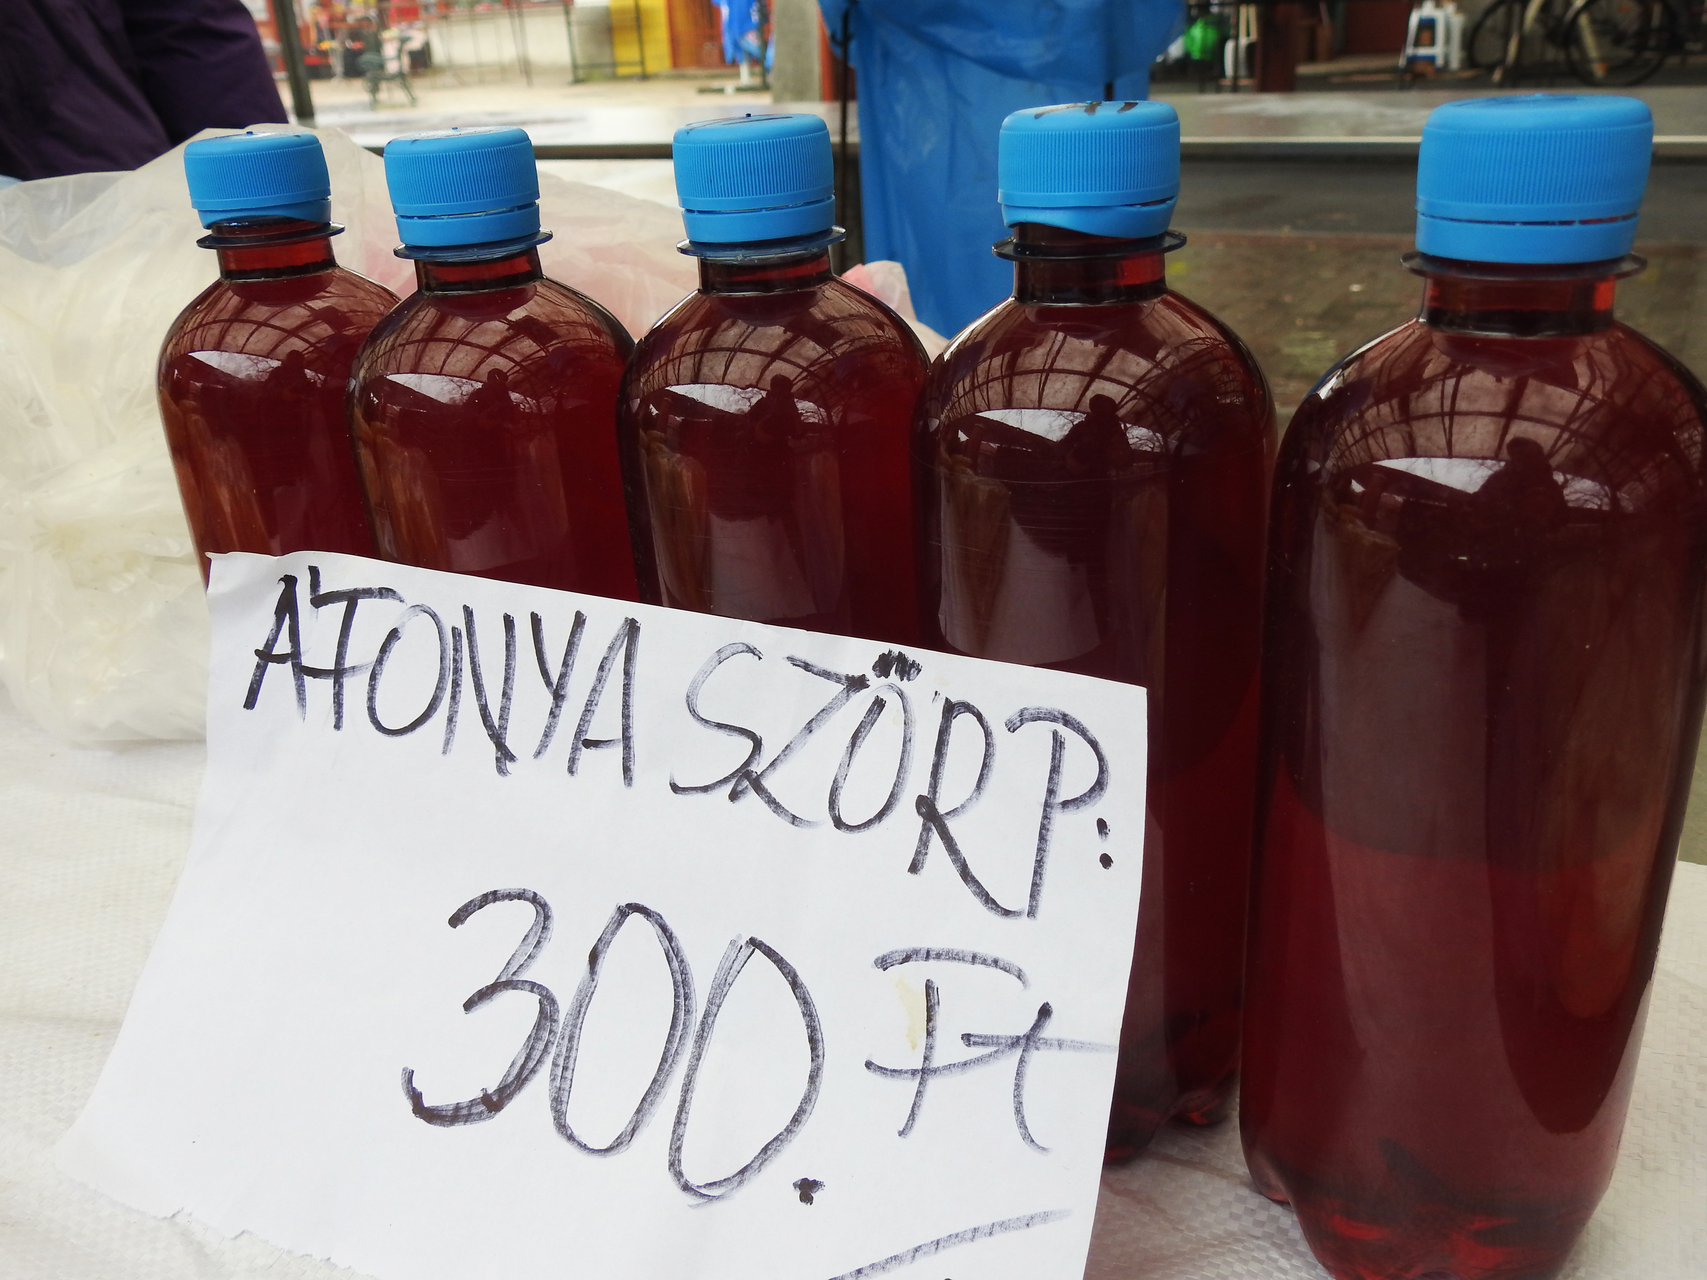 ÁFONYA SZÖRP:
300. Ft